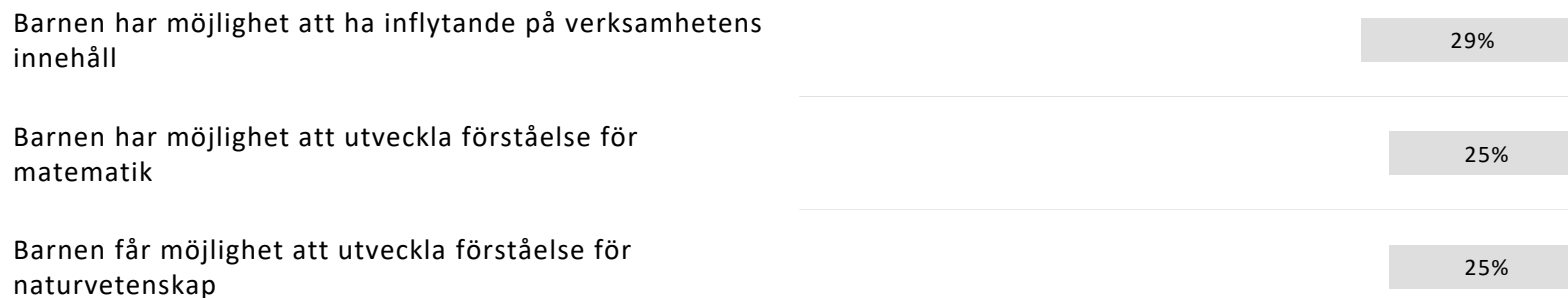 Barnen har möjlighet att ha inflytande på verksamhetens
innehåll
29%
Barnen har möjlighet att utveckla förståelse för
matematik
25%
Barnen får möjlighet att utveckla förståelse för
naturvetenskap
25%